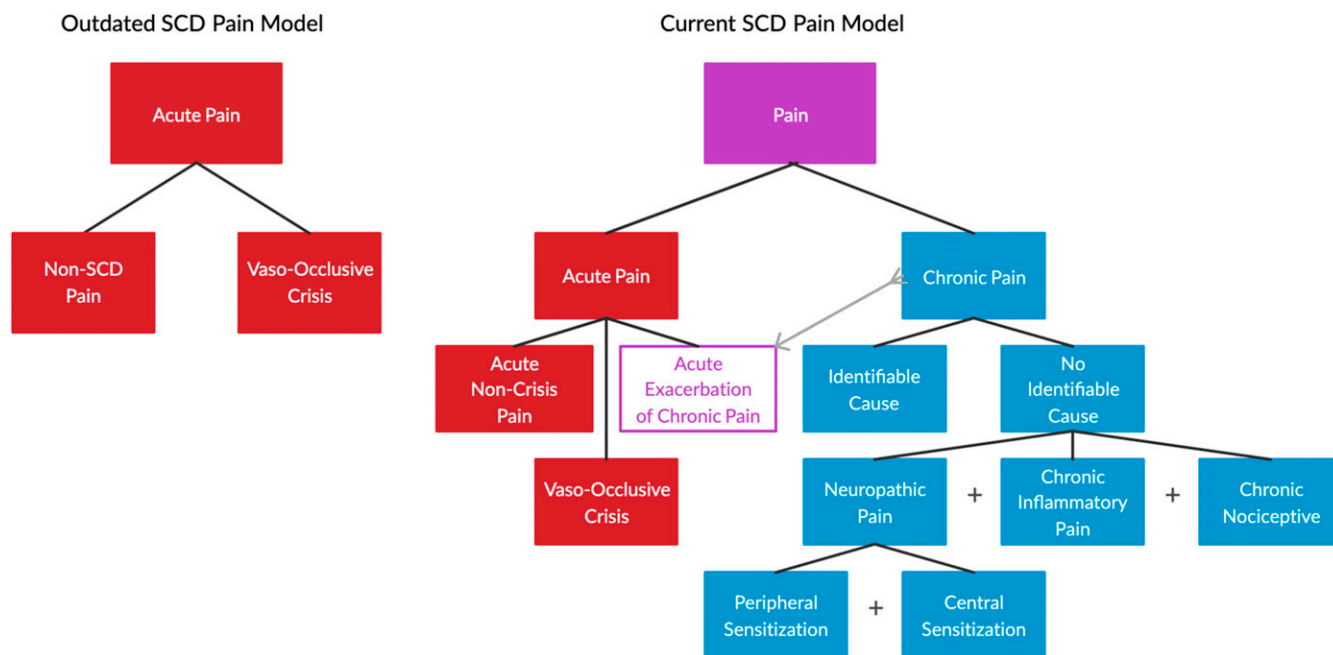 Outdated SCD Pain Model
Acute Pain
Non-SCD
Pain
Vaso-Occlusive
Crisis
Current SCD Pain Model
Pain
Acute Pain
Chronic Pain
Acute
Non-Crisis
Pain
Acute
Exacerbation
of Chronic Pain
Identifiable
Cause
No
Identifiable
Cause
Vaso-Occlusive
Crisis
Neuropathic
Pain
+
Chronic
Inflammatory
Pain
+
Chronic
Nociceptive
Peripheral
Sensitization
+
Central
Sensitization